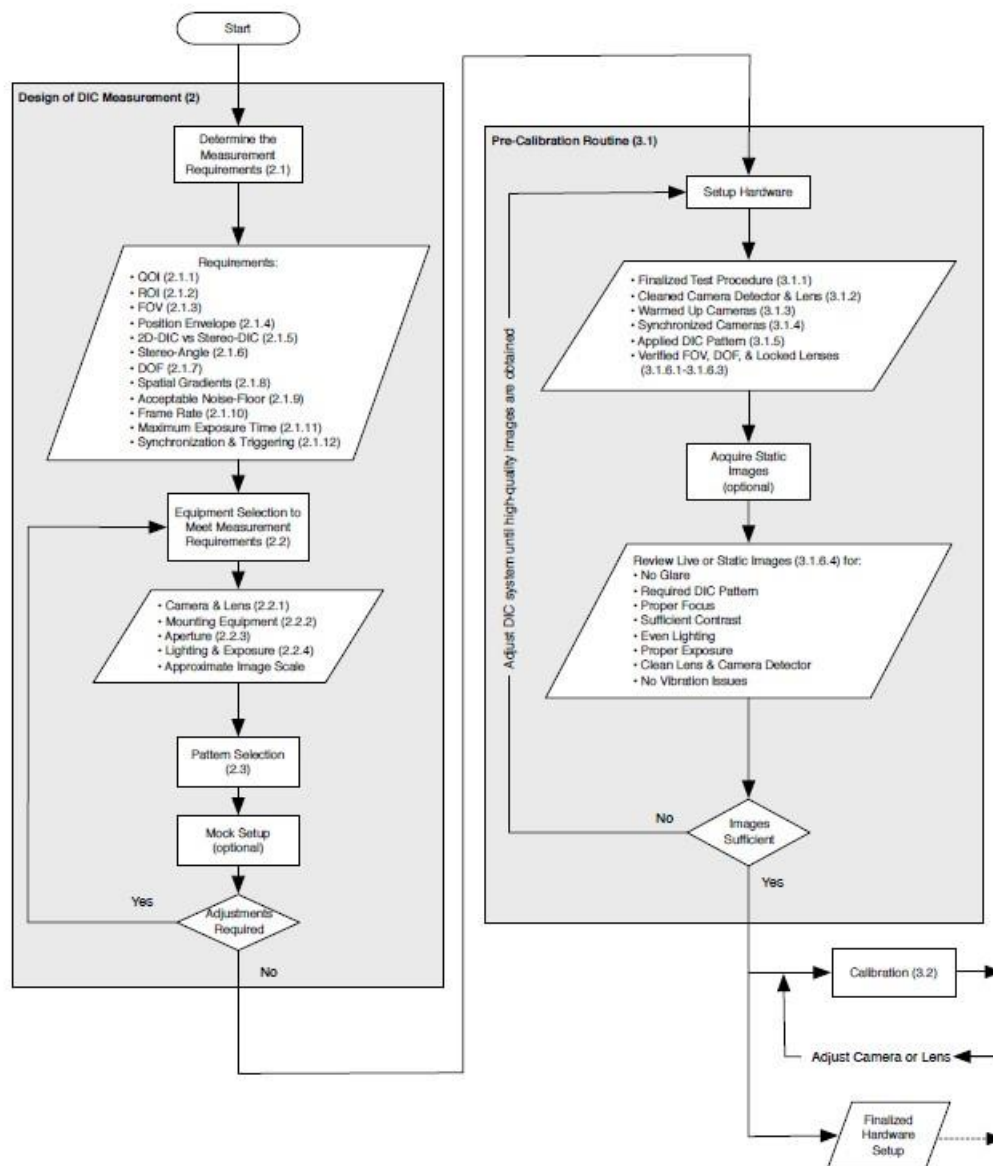 Start
Design of DIC Measurement (2)
Determine the
Measurement
Requirements (2.1)
Requirements:
• QOI (2.1.1)
• ROI (2.1.2)
• FOV (2.1.3)
• Position Envelope (2.1.4)
• 2D-DIC vs Stereo-DIC (2.1.5)
• Stereo-Angle (2.1.6)
• DOF (2.1.7)
• Spatial Gradients (2.1.8)
• Acceptable Noise-Floor (2.1.9)
• Frame Rate (2.1.10)
• Maximum Exposure Time (2.1.11)
• Synchronization & Triggering (2.1.12)
Equipment Selection to
Meet Measurement
Requirements (2.2)
• Camera & Lens (2.2.1)
• Mounting Equipment (2.2.2)
• Aperture (2.2.3)
• Lighting & Exposure (2.2.4)
• Approximate Image Scale
Pattern Selection
(2.3)
Mock Setup
(optional)
Yes
Adjustments
Required
No
Pre-Calibration Routine (3.1)
Setup Hardware
• Finalized Test Procedure (3.1.1)
• Cleaned Camera Detector & Lens (3.1.2)
• Warmed Up Cameras (3.1.3)
• Synchronized Cameras (3.1.4)
• Applied DIC Pattern (3.1.5)
• Verified FOV, DOF, & Locked Lenses
(3.1.6.1-3.1.6.3)
Adjust DIC system until high-quality images are obtained
Acquire Static
Images
(optional)
Review Live or Static Images (3.1.6.4) for:
• No Glare
• Required DIC Pattern
• Proper Focus
• Sufficient Contrast
• Even Lighting
• Proper Exposure
• Clean Lens & Camera Detector
• No Vibration Issues
No
Images
Sufficient
Yes
Calibration (3.2)
Adjust Camera or Lens
Finalized
Hardware
Setup